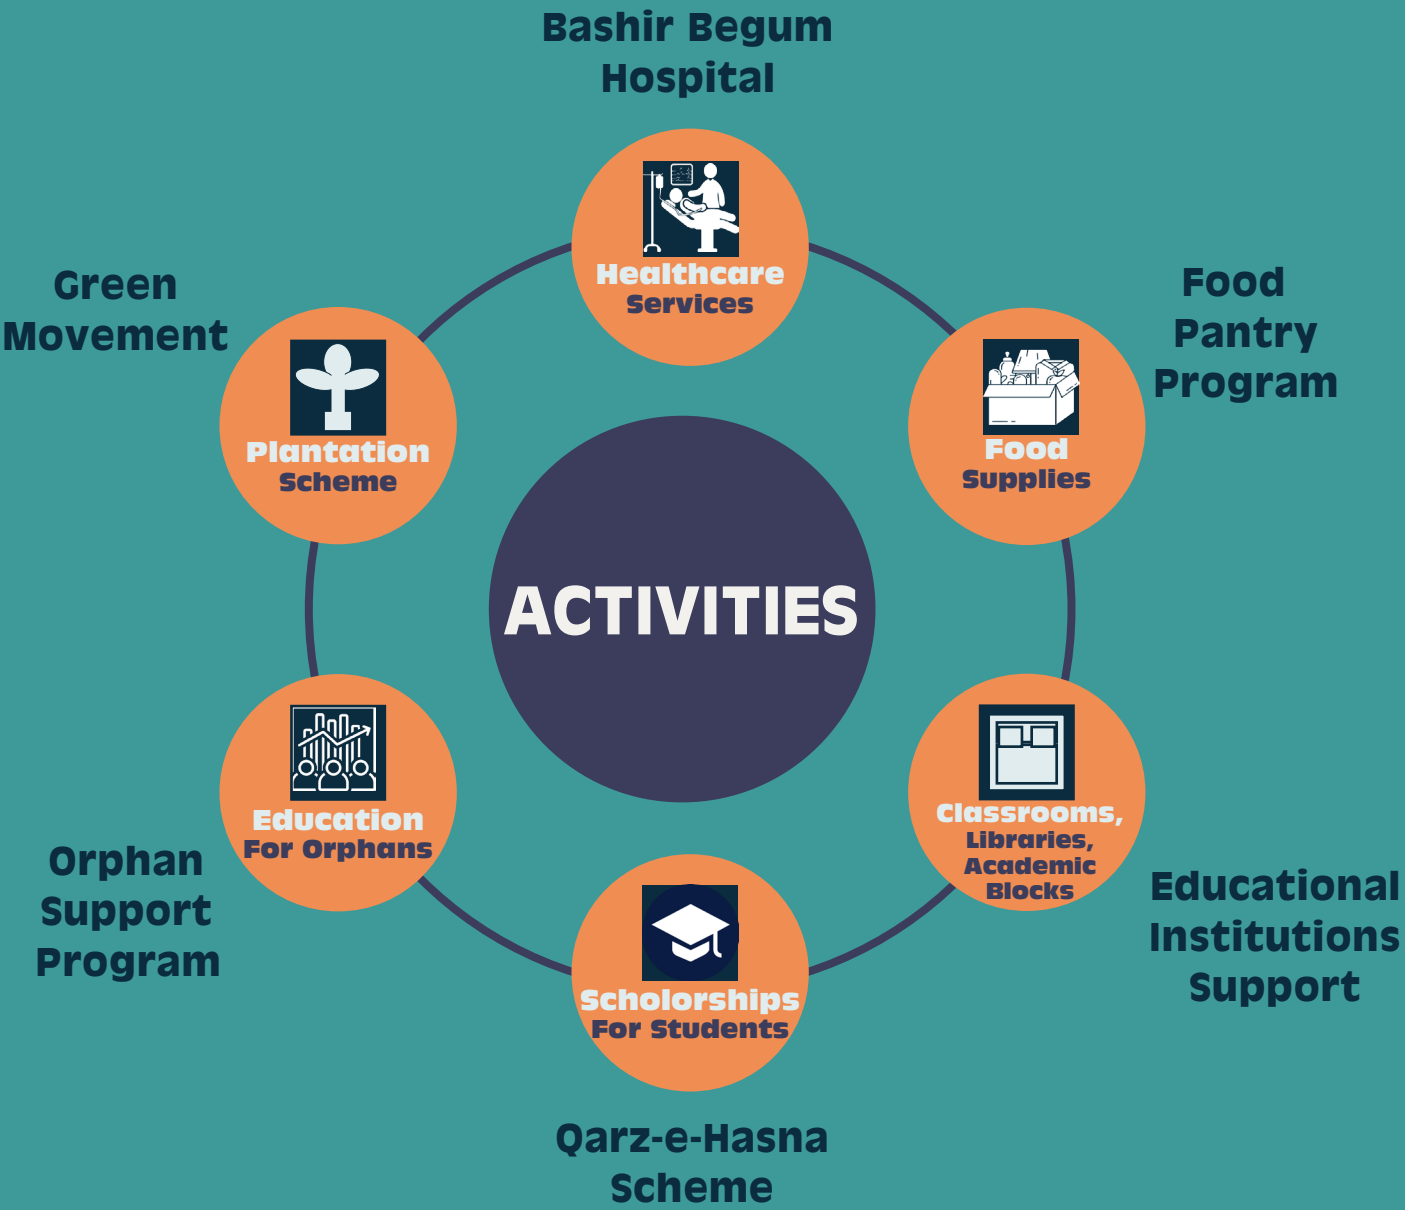 Bashir Begum
Hospital
Healthcare
Services
Food
Pantry
Program
Food
Supplies
Classrooms,
Libraries,
Academic
Blocks
Educational
Institutions
Support
Scholorships
For Students
Qarz-e-Hasna
Scheme
Education
For Orphans
Orphan
Support
Program
Green
Movement
Plantation
Scheme
ACTIVITIES